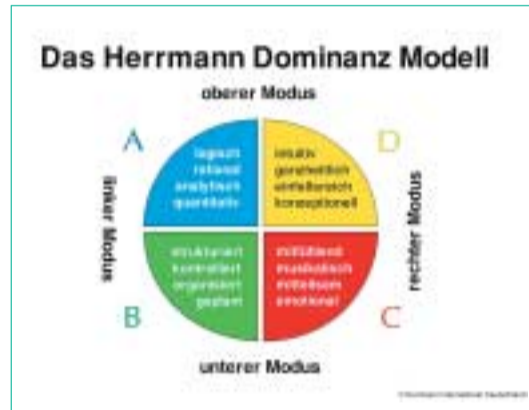 Das Herrmann Dominanz Modell
oberer Modus
A
D
logisch
rational
analytisch
quantitativ
intuitiv
ganzheitlich
einfallsreich
konzeptionell
linker Modus
rechter Modus
strukturiert
kontrolliert
organisiert
geplant
mitfühlend
musikalisch
mitteilsam
emotional
B
C
unterer Modus